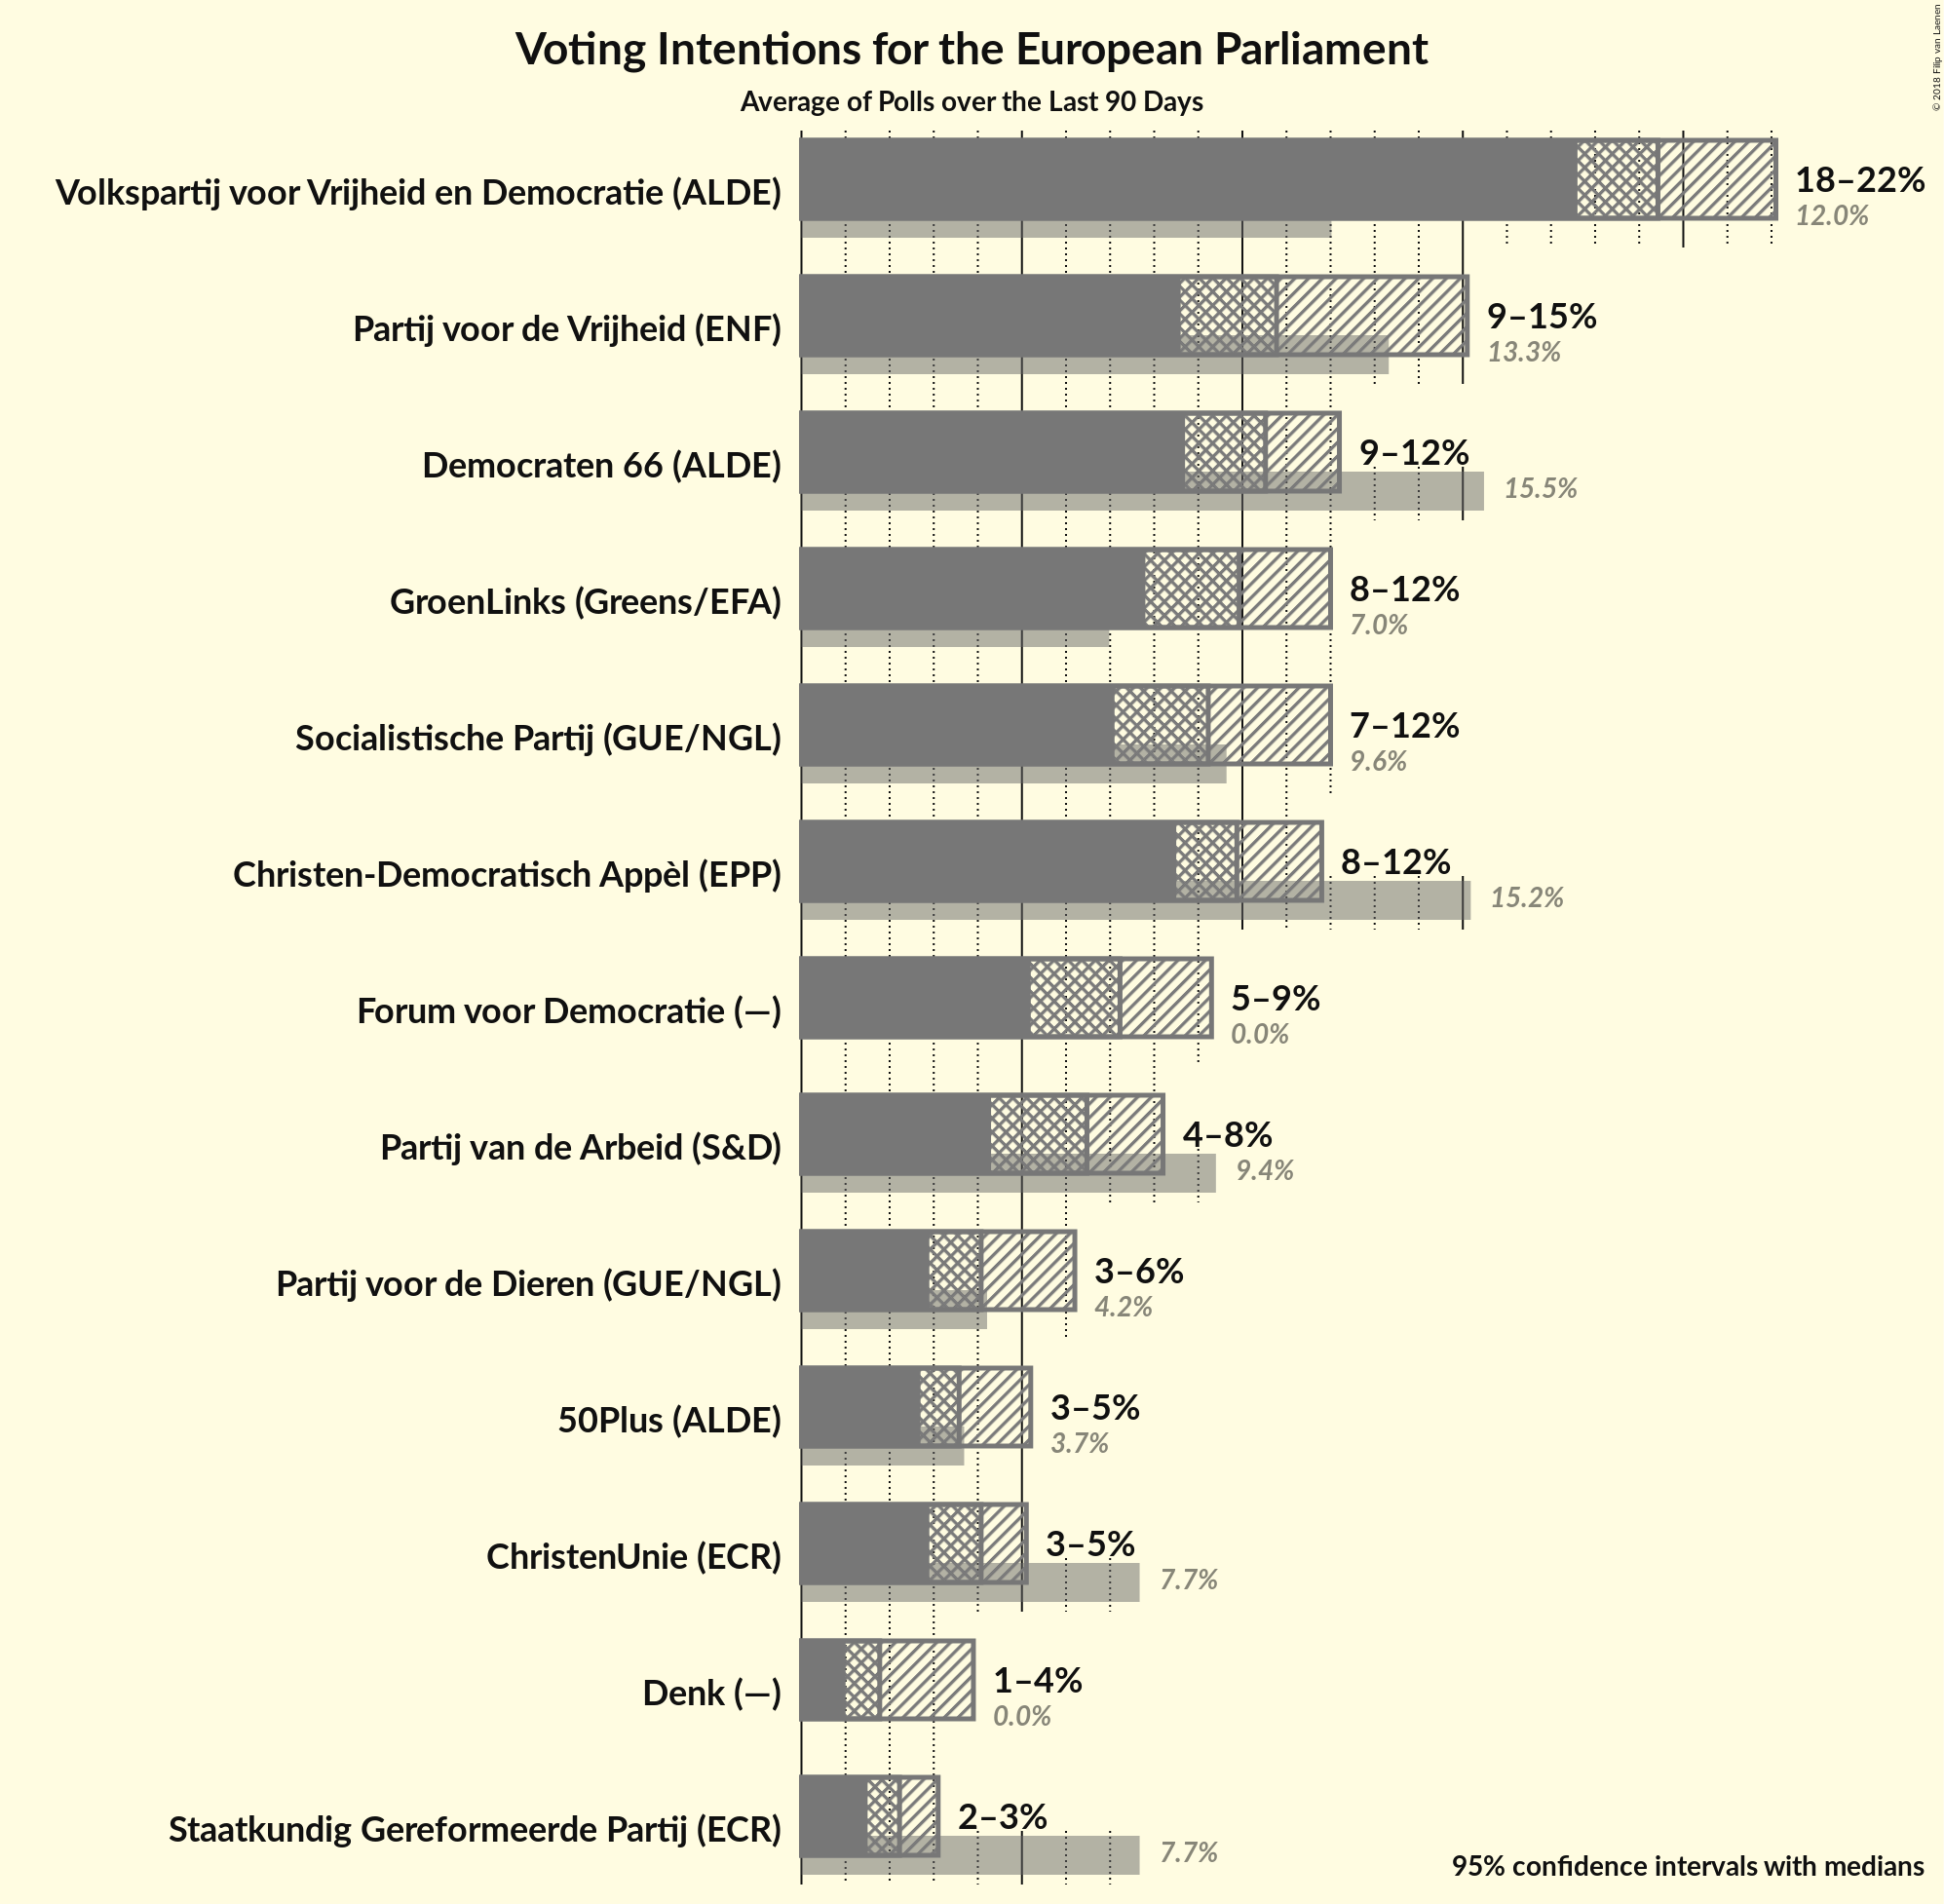 Voting Intentions for the European Parliament
Average of Polls over the Last 90 Days
© 2018 Filip van Laenen
Volkspartij voor Vrijheid en Democratie (ALDE)
18–22%
12.0%
Partij voor de Vrijheid (ENF)
9–15%
13.3%
Democraten 66 (ALDE)
9–12%
15.5%
GroenLinks (Greens/EFA)
8–12%
7.0%
Socialistische Partij (GUE/NGL)
7–12%
9.6%
Christen-Democratisch Appèl (EPP)
8–12%
15.2%
Forum voor Democratie (—)
5–9%
0.0%
Partij van de Arbeid (S&D)
4–8%
9.4%
Partij voor de Dieren (GUE/NGL)
3–6%
4.2%
50Plus (ALDE)
3–5%
3.7%
ChristenUnie (ECR)
3–5%
7.7%
Denk (—)
1–4%
0.0%
Staatkundig Gereformeerde Partij (ECR)
2–3%
7.7%
95% confidence intervals with medians